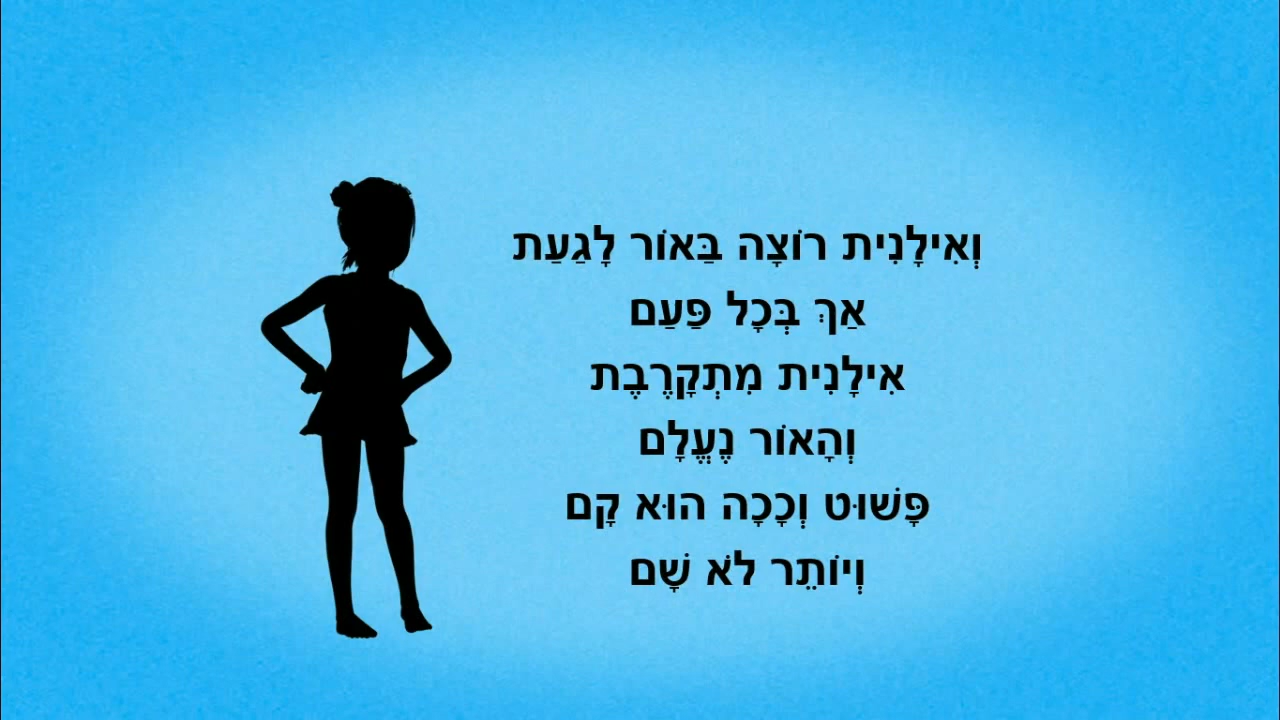 וְאִילָנִית רוֹצָה בַּאוֹר לָגַעַת
אַךְ בְּכָל פַּעַם
אִילָנִית מִתְקָרֶבֶת
וְהָאוֹר נֶעֱלָם
פָּשׁוּט וְכָכָה הוּא קָם
וְיוֹתֵר לֹא שָׁם